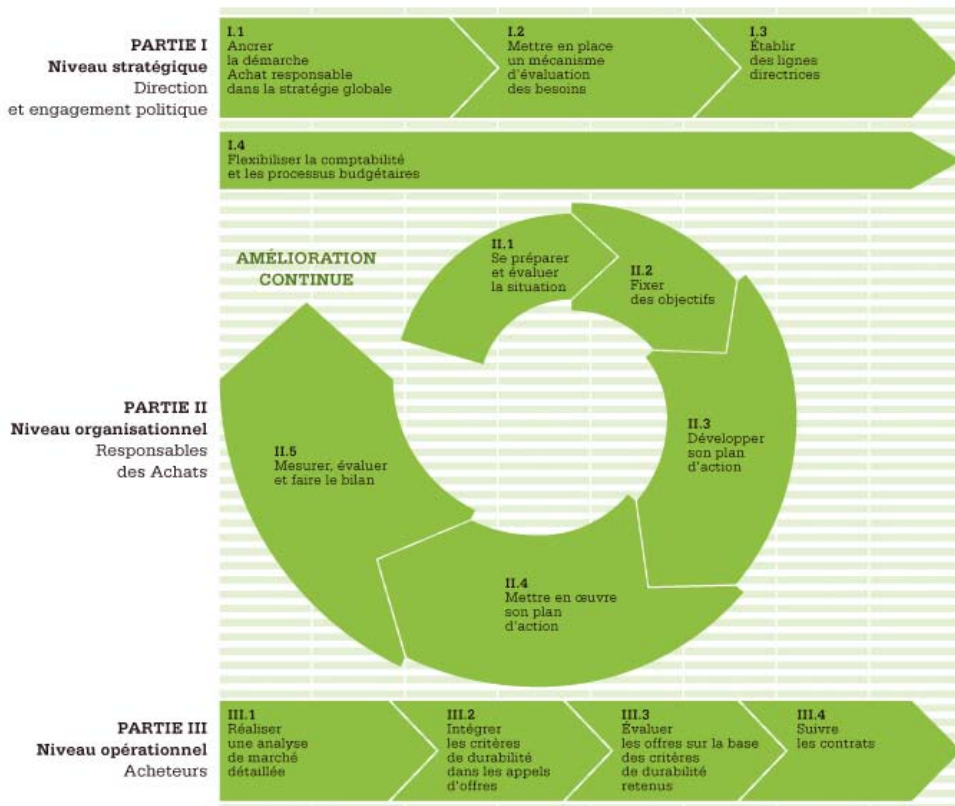 PARTIE I
Niveau stratégique
Direction
et engagement politique
I.1
Ancrer
la démarche
Achat responsable
dans la stratégie globale
I.2
Mettre en place
un mécanisme
d'évaluation
des besoins
I.3
Établir
des lignes
directrices
I.4
Flexibiliser la comptabilité
et les processus budgétaires
AMÉLIORATION
CONTINUE
PARTIE II
Niveau organisationnel
Responsables
des Achats
II.1
Se préparer
et évaluer
la situation
II.2
Fixer
des objectifs
II.3
Développer
son plan
d'action
II.4
Mettre en œuvre
son plan
d'action
II.5
Mesurer, évaluer
et faire le bilan
PARTIE III
Niveau opérationnel
Acheteurs
III.1
Réaliser
une analyse
de marché
détaillée
III.2
Intégrer
les critères
de durabilité
dans les appels
d'offres
III.3
Évaluer
les offres sur la base
des critères
de durabilité
retenus
III.4
Suivre
les contrats